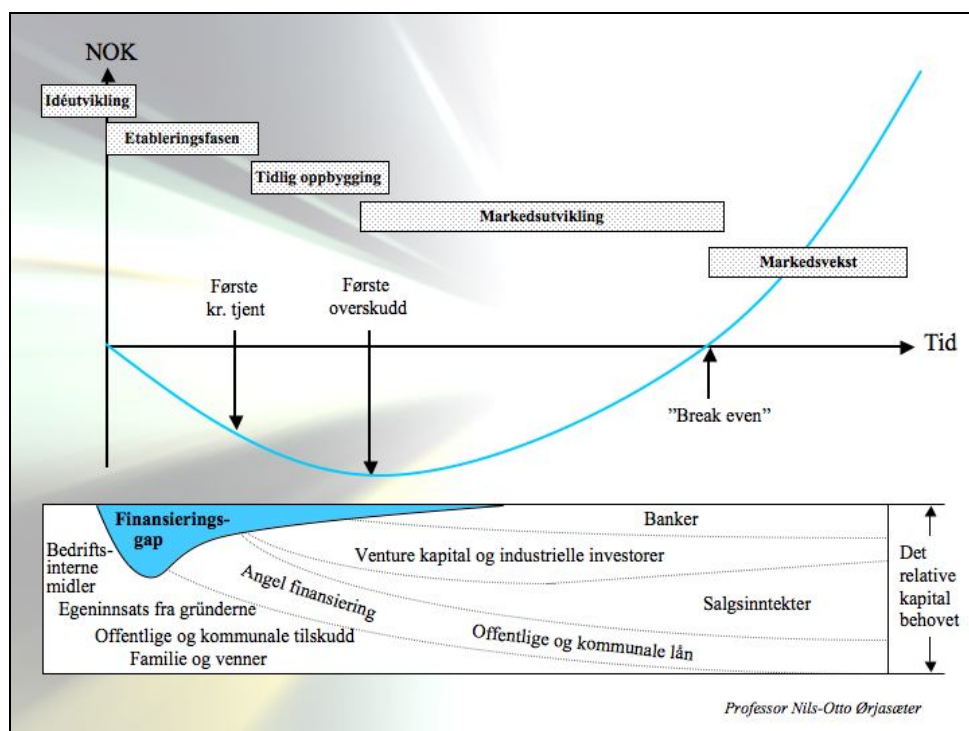 NOK
Idéutvikling
Etableringsfasen
Tidlig oppbygging
Markedsutvikling
Markedsvekst
Første
kr. tjent
Første
overskudd
Tid
”Break even”
Finansierings-
gap
Bedrifts-
interne
midler
Egeninnsats fra gründerne
Offentlige og kommunale tilskudd
Familie og venner
Angel finansiering
Banker
Venture kapital og industrielle investorer
Salgsinntekter
Offentlige og kommunale lån
Det
relative
kapital
behovet
Professor Nils-Otto Ørjasæter